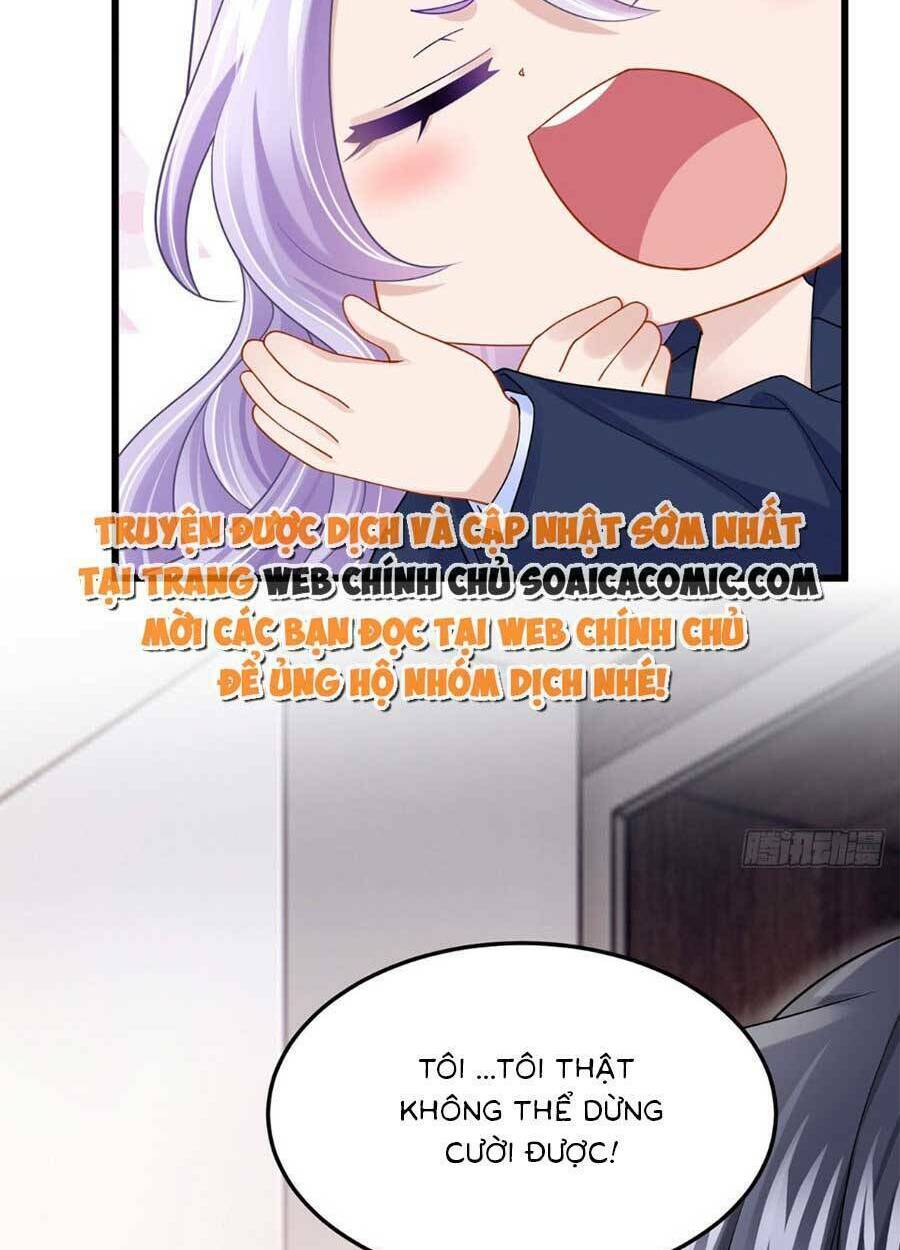 TRUYỆN ĐƯỢC DỊCH VÀ CẬP NHẬT SỚM NHẤT
TẠI TRANG WEB CHÍNH CHỦ SOAICACOMIC.COM
MỜI CÁC BẠN ĐỌC TẠI WEB CHÍNH CHỦ
ĐỂ ỦNG HỘ NHÓM DỊCH NHÉ!
腾讯动漫
TÔI ...TÔI THẬT
KHÔNG THỂ DỪNG
CƯỜI ĐƯỢC!